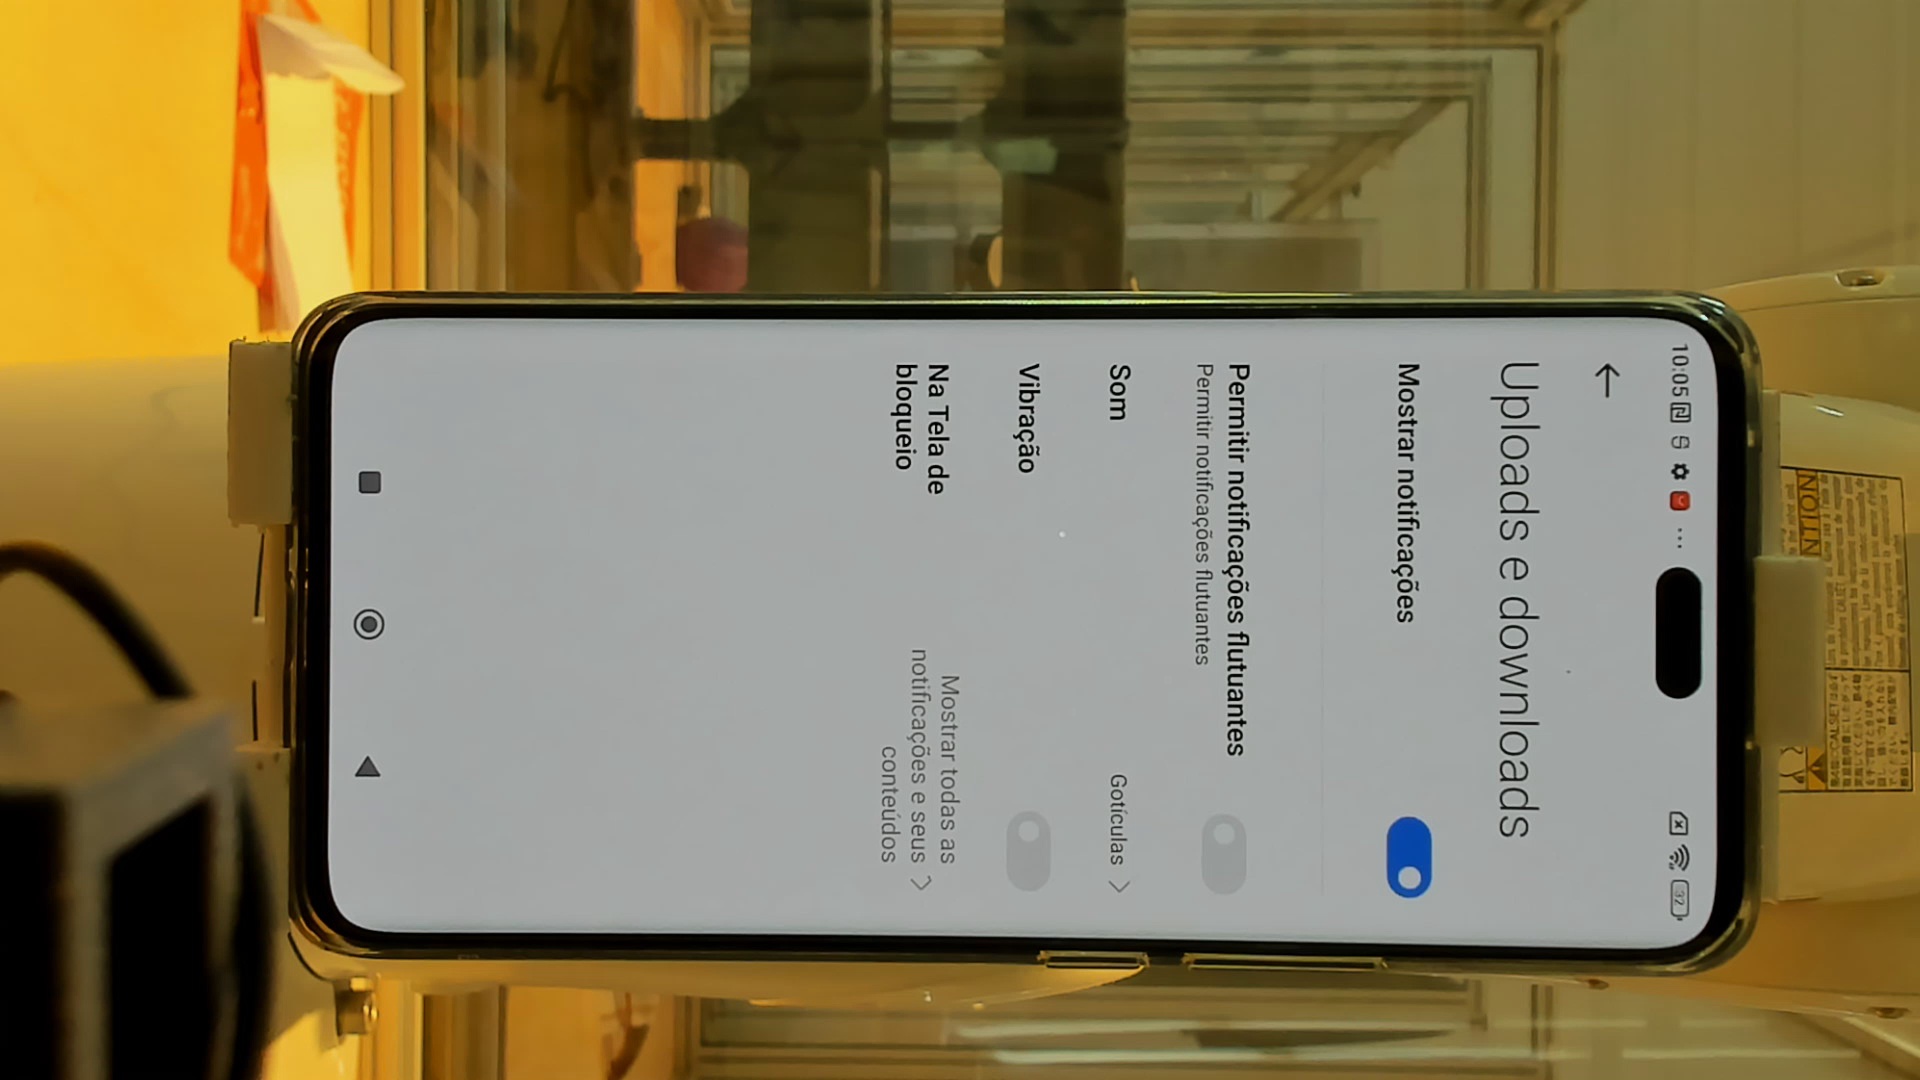 10:05
32
Uploads e downloads
Mostrar notificações
Permitir notificações flutuantes
Permitir notificações flutuantes
Som
Gotículas
Vibração
Na Tela de
bloqueio
Mostrar todas as
notificações e seus
conteúdos